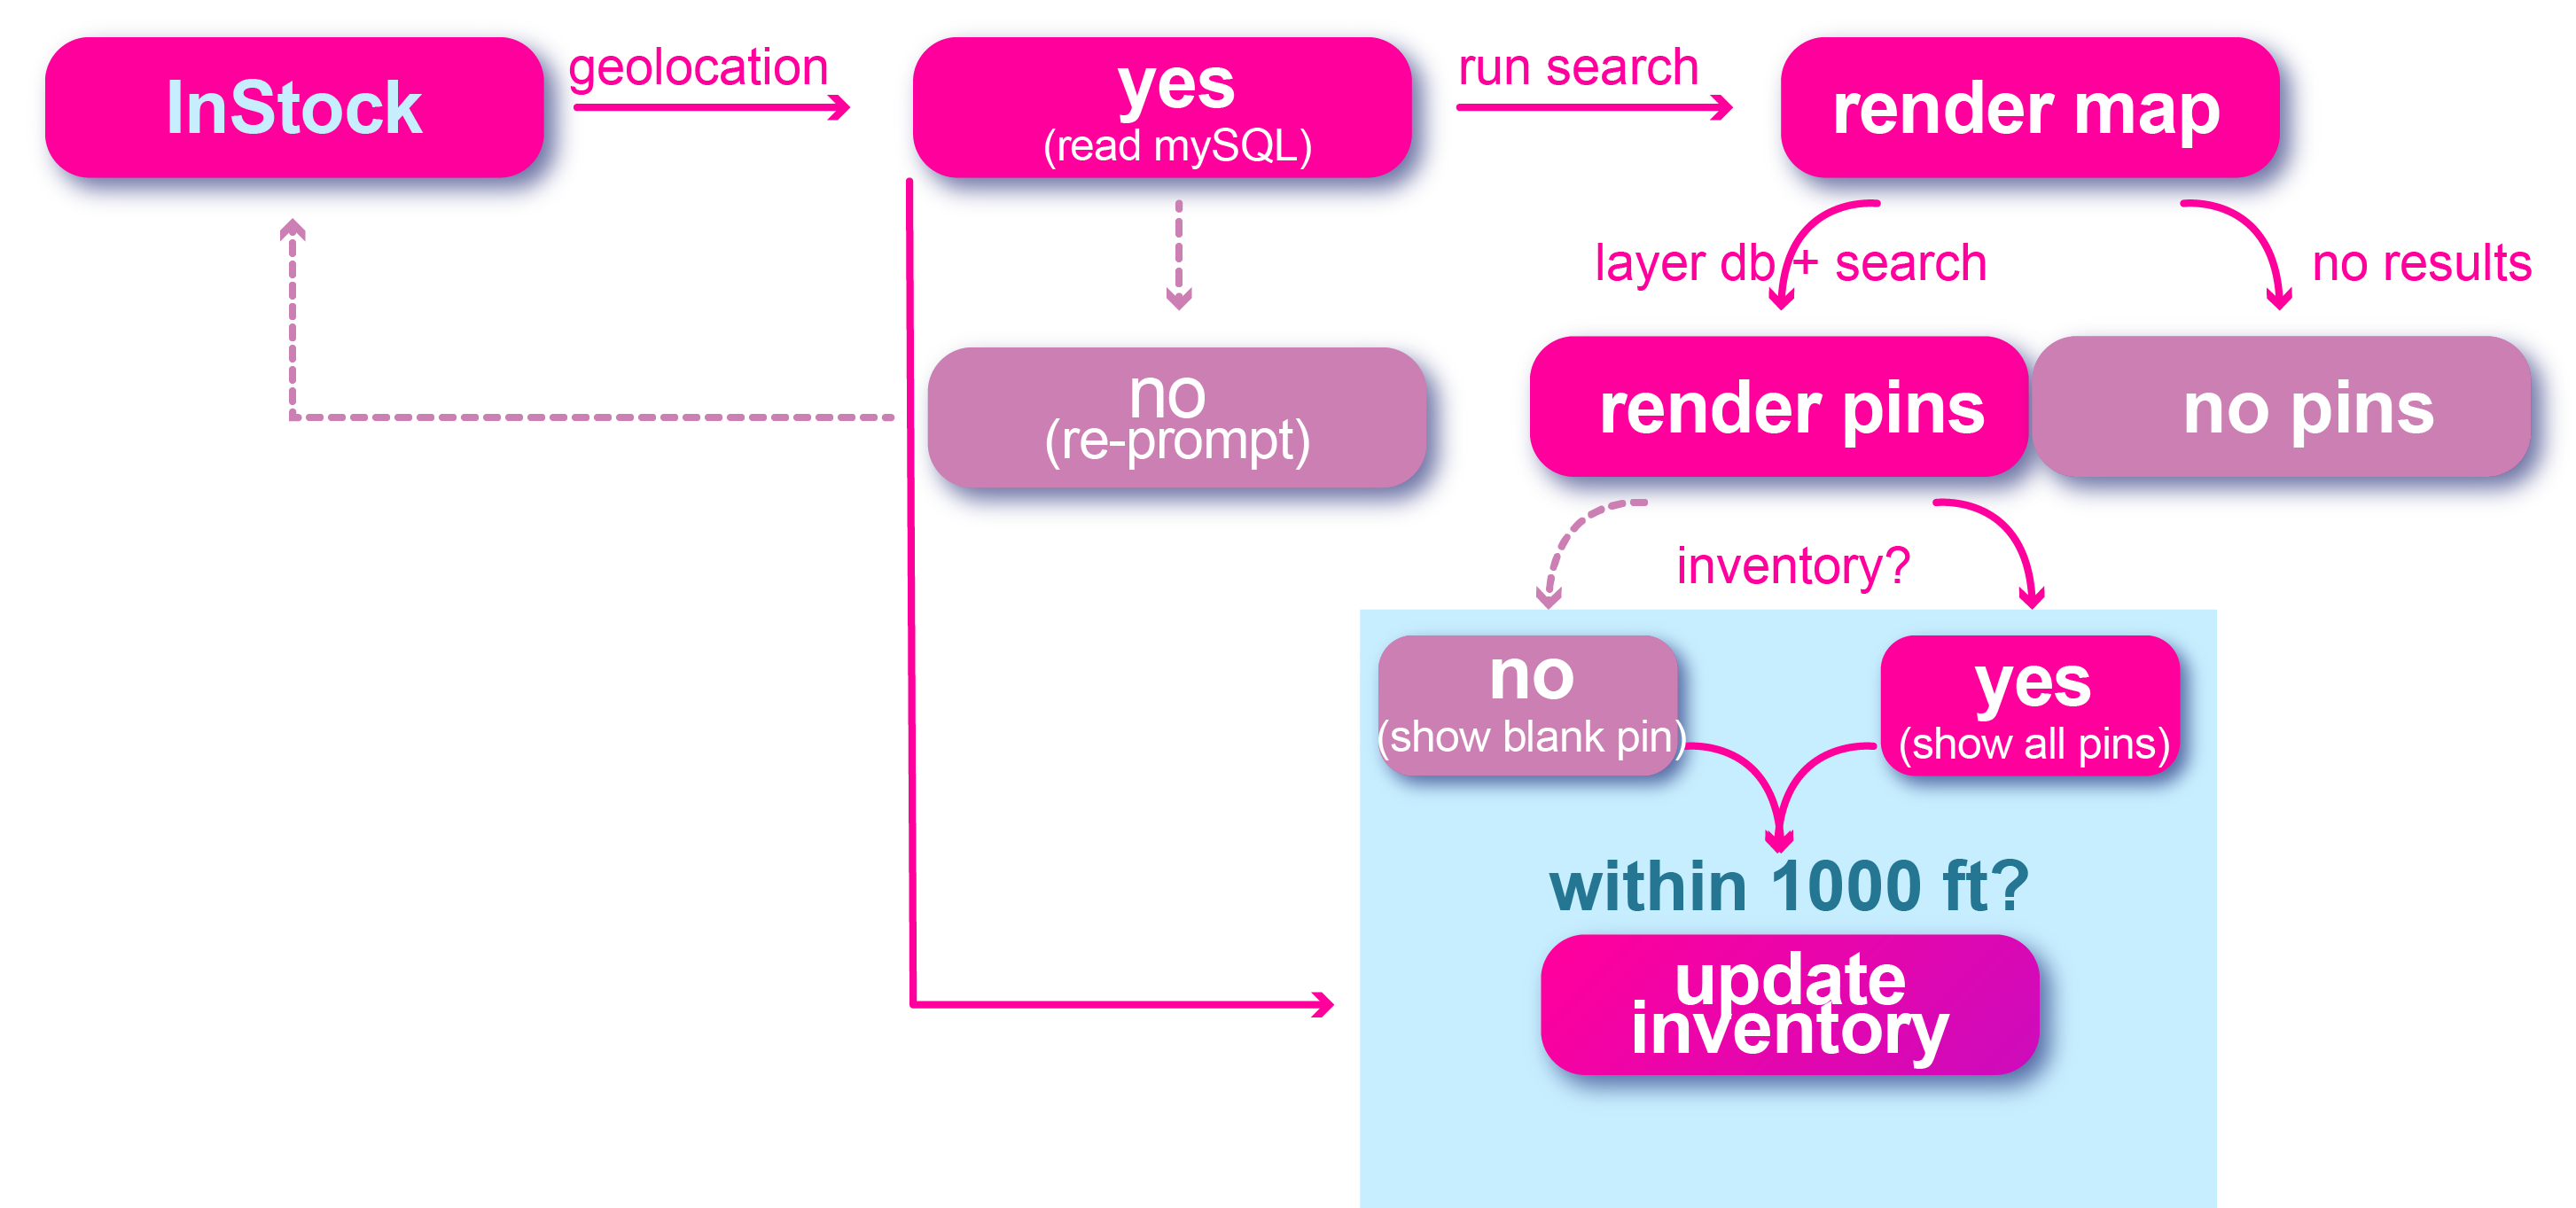 InStock
geolocation
yes
(read mySQL)
run search
render map
layer db + search
no results
no
(re-prompt)
render pins
no pins
inventory?
no
(show blank pin)
yes
(show all pins)
within 1000 ft?
update
inventory